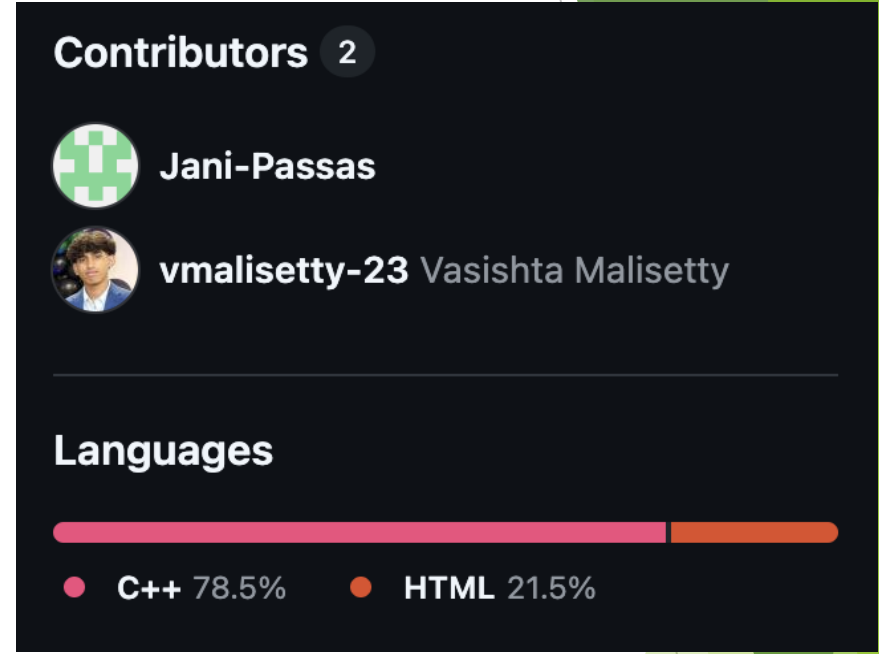 Contributors 2
Jani-Passas
vmalisetty-23 Vasishta Malisetty
Languages
C++ 78.5% HTML 21.5%